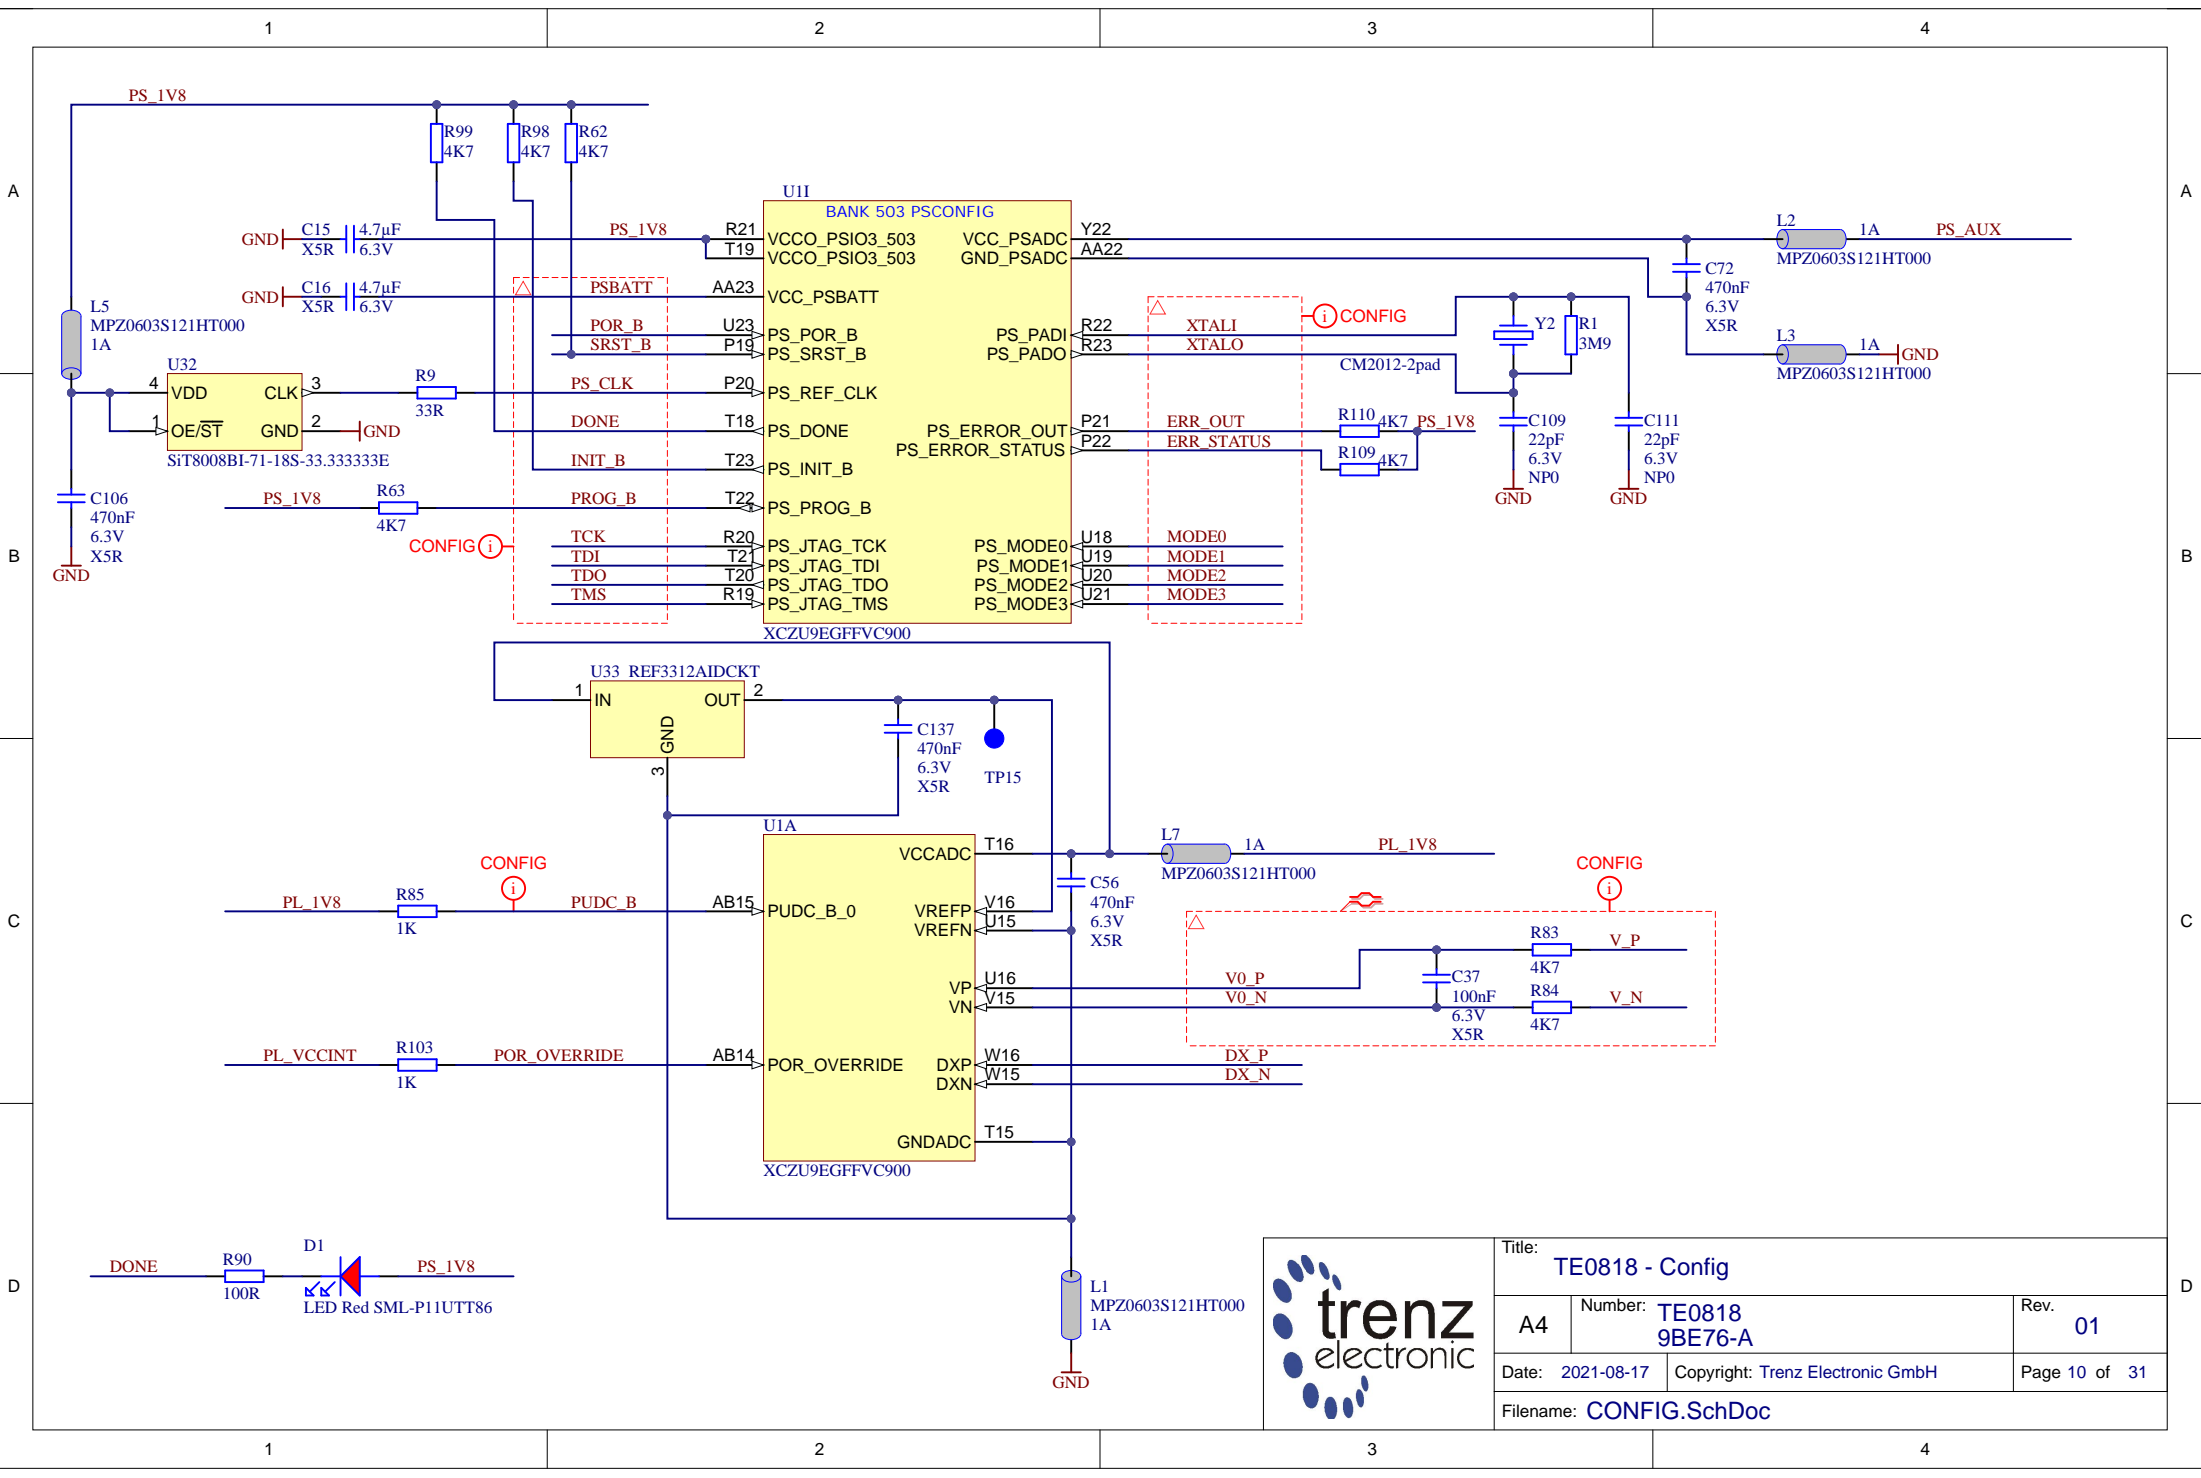 1 2 3 4
A A
B B
C C
D D
PS_1V8
R99
4K7
R98
4K7
R62
4K7
L5
MPZ0603S121HT000
1A
GND
C15
X5R
4.7µF
6.3V
PS_1V8
GND
C16
X5R
4.7µF
6.3V
PSBATT
POR_B
SRST_B
U32
4 VDD
1 OE/ST
CLK 3
GND 2
GND
SiT8008BI-71-18S-33.333333E
R9
33R
PS_CLK
DONE
INIT_B
C106
470nF
6.3V
X5R
GND
PS_1V8
R63
4K7
PROG_B
CONFIG i
TCK
TDI
TDO
TMS
U1I
BANK 503 PSCONFIG
R21 VCCO_PSIO3_503
T19 VCCO_PSIO3_503
AA23 VCC_PSBATT
U23 PS_POR_B
P19 PS_SRST_B
P20 PS_REF_CLK
T18 PS_DONE
T23 PS_INIT_B
T22 PS_PROG_B
R20 PS_JTAG_TCK
T21 PS_JTAG_TDI
T20 PS_JTAG_TDO
R19 PS_JTAG_TMS
VCC_PSADC Y22
GND_PSADC AA22
PS_PADI R22
PS_PADO R23
PS_ERROR_OUT P21
PS_ERROR_STATUS P22
PS_MODE0 U18
PS_MODE1 U19
PS_MODE2 U20
PS_MODE3 U21
XCZU9EGFFVC900
i CONFIG
XTALI
XTALO
ERR_OUT
ERR_STATUS
MODE0
MODE1
MODE2
MODE3
CM2012-2pad
Y2
R1
3M9
R110
4K7
PS_1V8
R109
4K7
C109
22pF
6.3V
NP0
GND
C111
22pF
6.3V
NP0
GND
L2
1A
PS_AUX
MPZ0603S121HT000
C72
470nF
6.3V
X5R
L3
1A
GND
MPZ0603S121HT000
U33 REF3312AIDCKT
1 IN
OUT 2
GND
3
C137
470nF
6.3V
X5R
TP15
U1A
AB15 PUDC_B_0
AB14 POR_OVERRIDE
VCCADC T16
VREFP V16
VREFN U15
VP U16
VN V15
DXP W16
DXN W15
GNDADC T15
XCZU9EGFFVC900
PL_1V8
R85
1K
CONFIG
i
PUDC_B
PL_VCCINT
R103
1K
POR_OVERRIDE
C56
470nF
6.3V
X5R
L7
1A
PL_1V8
MPZ0603S121HT000
CONFIG
i
V0_P
V0_N
C37
100nF
6.3V
X5R
R83
4K7
V_P
R84
4K7
V_N
DX_P
DX_N
DONE
R90
100R
D1
PS_1V8
LED Red SML-P11UTT86
L1
MPZ0603S121HT000
1A
GND
trenz
electronic
Title:
TE0818 - Config
A4
Number: TE0818
9BE76-A
Rev.
01
Date: 2021-08-17
Copyright: Trenz Electronic GmbH
Page 10 of 31
Filename: CONFIG.SchDoc
1 2 3 4